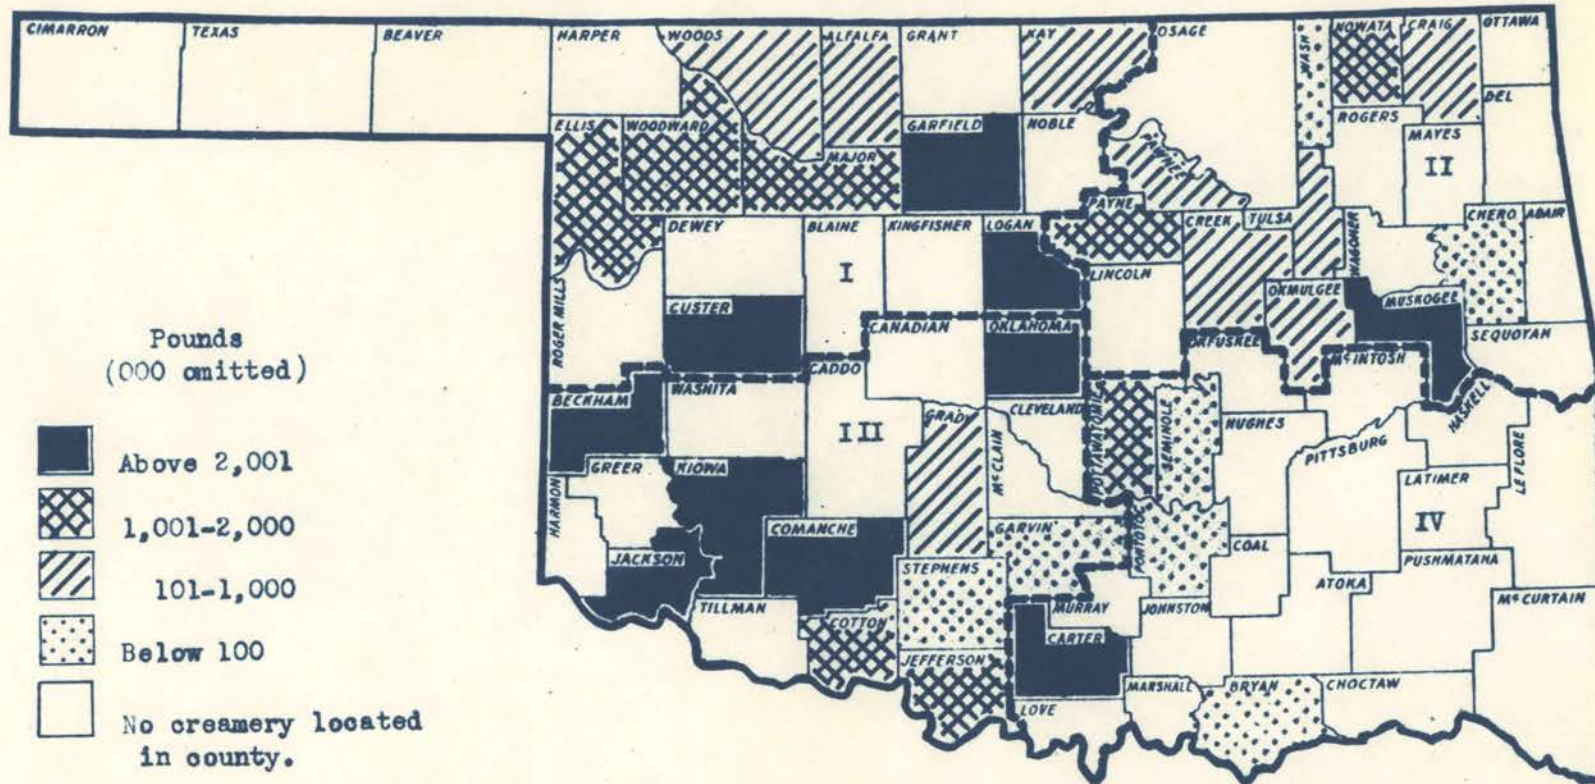 CIMARRON
TEXAS
BEAVER
HARPER
WOODS
ALFALFA
GRANT
KAY
OSAGE
WASH
NOWATA
CRAIG
OTTAWA
DEL
ELLIS
WOODWARD
MAJOR
GARFIELD
NOBLE
PAWNEE
ROGERS
MAYES
II
DEWEY
BLAINE
KINGFISHER
LOGAN
PAYNE
CREEK
TULSA
WAGONER
CHERO
ADAIR
I
LINCOLN
ROGER MILLS
CUSTER
CANADIAN
OKLAHOMA
OKMULGEE
MUSKOGEE
OKFUSKEE
McINTOSH
SEQUOYAH
BECKHAM
WASHITA
CADDO
III
GRADY
CLEVELAND
McCLAIN
POTTAWATOMIE
SEMINOLE
HUGHES
PITTSBURG
HASKELL
LE FLORE
GREER
KIOWA
HARMON
LATIMER
IV
JACKSON
COMANCHE
GARVIN
PONTOTOC
COAL
PUSHMATAHA
STEPHENS
ATOKA
TILLMAN
COTTON
MURRAY
JOHNSTON
McCURTAIN
CARTER
JEFFERSON
MARSHALL
BRYAN
CHOCTAW
LOVE
Pounds
(000 omitted)
Above 2,001
1,001-2,000
101-1,000
Below 100
No creamery located
in county.